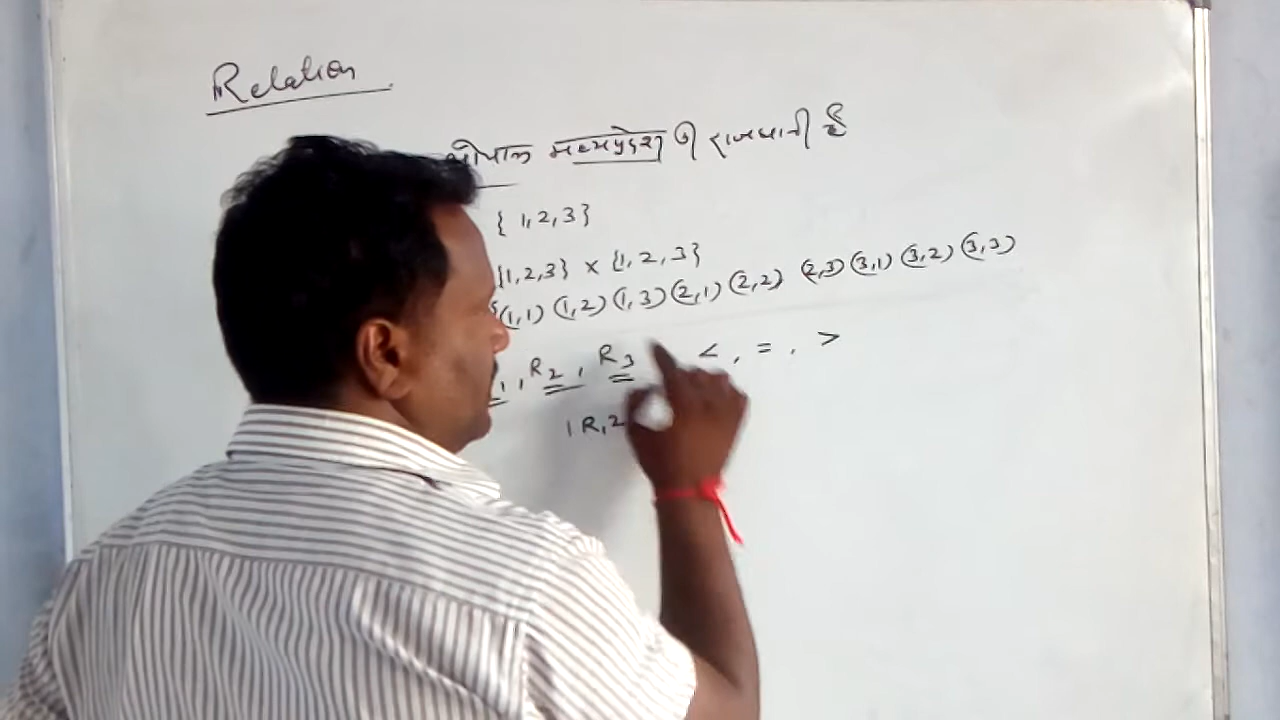 Relation
भोपाल मध्यप्रदेश की राजधानी है
{ 1, 2, 3 }
{1,2,3} × {1, 2, 3}
(1,1) (1,2) (1,3) (2,1) (2,2) (2,3) (3,1) (3,2) (3,3)
1, R2, R3 <, =, >
1 R, 2